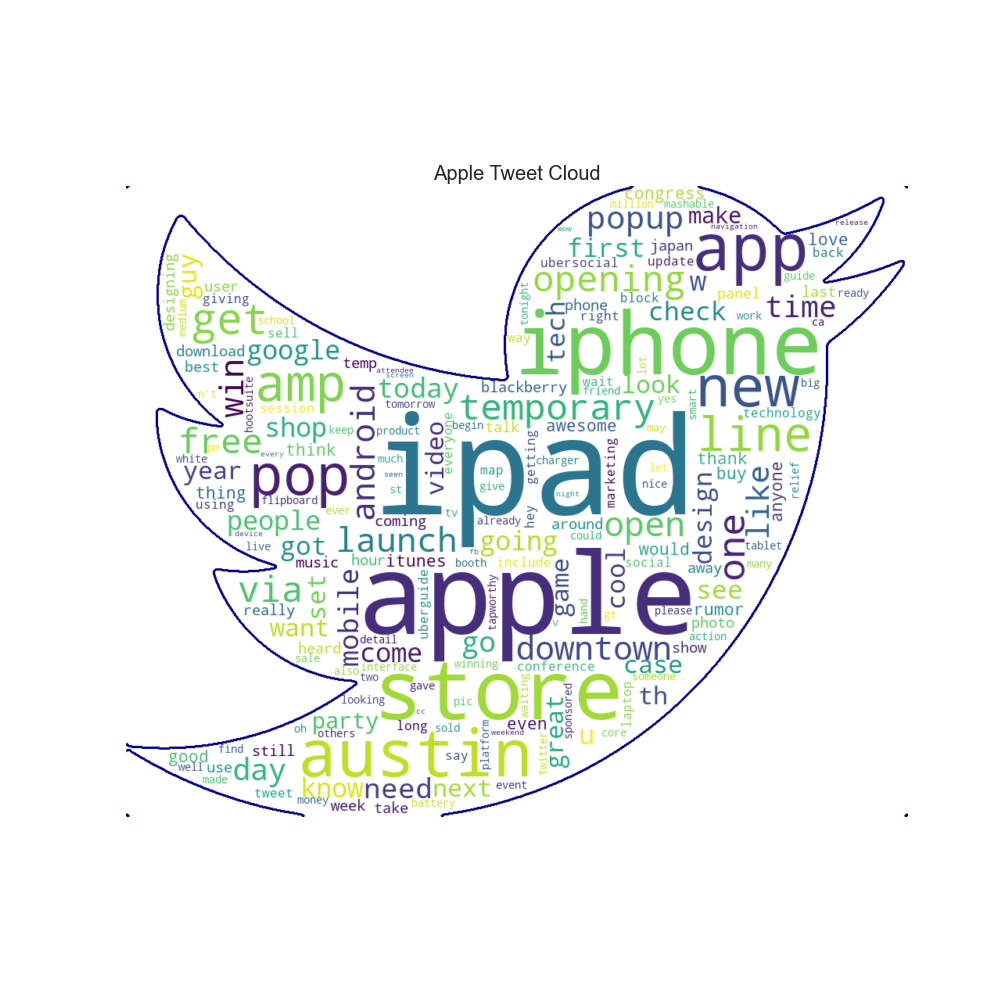 Apple Tweet Cloud
congress
million mashable
release
wow popup make navigation
first japan app love
ubersocial update back
designing guy opening w guide
user tonight phone block panel last ready
medium giving right check time
get school tech work ca
sell way iphone
download google temp lot
best attendee screen
win amp today blackberry wait look new big
n't friend yes smart
hootsuite session tomorrow temporary technology
shop keep product begin talk awesome may line
free pm think android everyone
white every much video map getting charger marketing let thank
year pop seen ipad give nice buy like anyone relief
thing flipboard st night
using ever tv design one
people coming already hey around open
device got launch going could would tablet
live music hour itunes fb booth include social away many
via set mobile uberguide apple tapworthy game cool see
really v hand gt please rumor
want photo
heard detail go downtown action
sale come show
also interface winning conference case
two someone
looking gave store pic waiting th
party cc sponsored laptop
oh others long sold even great u core
good find still austin platform weekend
well use day say twitter
made
tweet know need next event
money week take battery